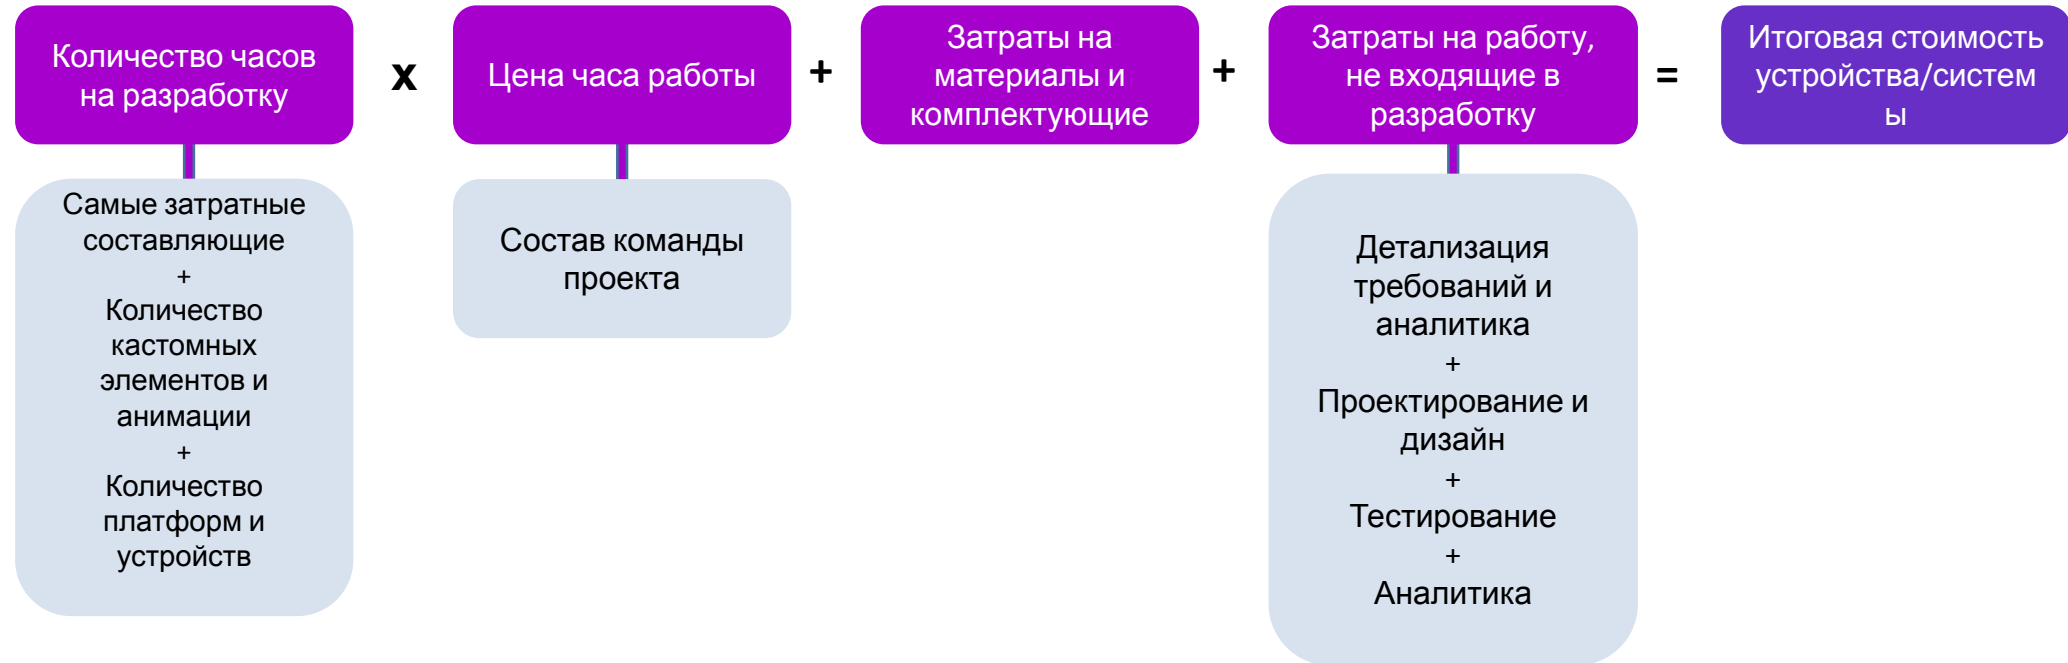 Количество часов
на разработку
x
Цена часа работы
+
Затраты на
материалы и
комплектующие
+
Затраты на работу,
не входящие в
разработку
=
Итоговая стоимость
устройства/систем
ы
Самые затратные
составляющие
+
Количество
кастомных
элементов и
анимации
+
Количество
платформ и
устройств
Состав команды
проекта
Детализация
требований и
аналитика
+
Проектирование и
дизайн
+
Тестирование
+
Аналитика